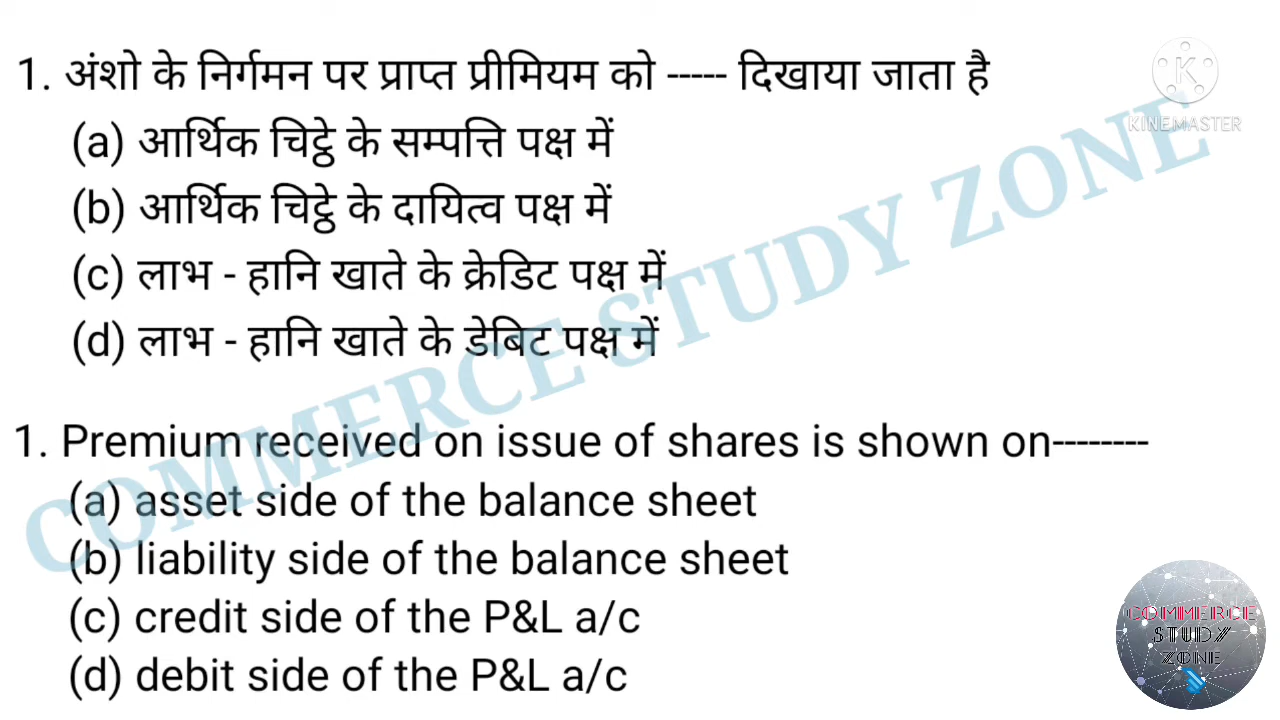 1. अंशो के निर्गमन पर प्राप्त प्रीमियम को ----- दिखाया जाता है
(a) आर्थिक चिट्ठे के सम्पत्ति पक्ष में
(b) आर्थिक चिट्ठे के दायित्व पक्ष में
(c) लाभ - हानि खाते के क्रेडिट पक्ष में
(d) लाभ - हानि खाते के डेबिट पक्ष में
1. Premium received on issue of shares is shown on--------
(a) asset side of the balance sheet
(b) liability side of the balance sheet
(c) credit side of the P&L a/c
(d) debit side of the P&L a/c
COMMERCE STUDY ZONE
K
KINEMASTER
COMMERCE
STUDY
ZONE